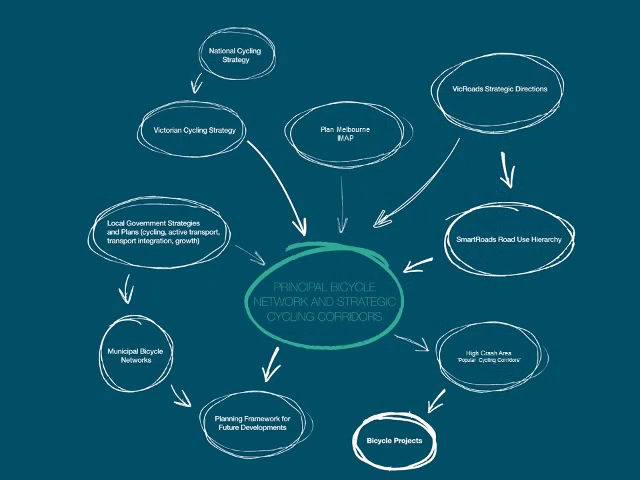 National Cycling
Strategy
VicRoads Strategic Directions
Victorian Cycling Strategy
Plan Melbourne
IMAP
Local Government Strategies
and Plans (cycling, active transport,
transport integration, growth)
SmartRoads Road Use Hierarchy
PRINCIPAL BICYCLE
NETWORK AND STRATEGIC
CYCLING CORRIDORS
Municipal Bicycle
Networks
High Crash Area
"Popular Cycling Corridors"
Planning Framework for
Future Developments
Bicycle Projects